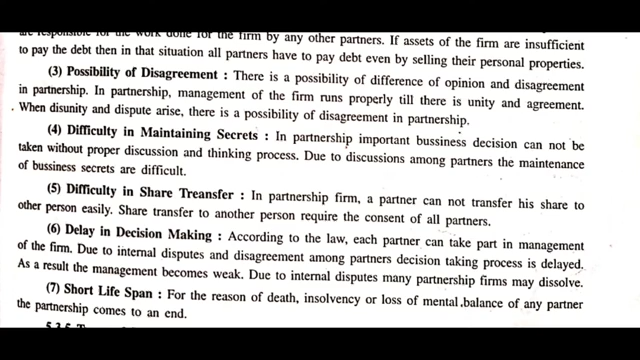 are responsible for the work done for the firm by any other partners. If assets of the firm are insufficient
to pay the debt then in that situation all partners have to pay debt even by selling their personal properties.
(3) Possibility of Disagreement : There is a possibility of difference of opinion and disagreement
in partnership. In partnership, management of the firm runs properly till there is unity and agreement.
When disunity and dispute arise, there is a possibility of disagreement in partnership.
(4) Difficulty in Maintaining Secrets : In partnership important bussiness decision can not be
taken without proper discussion and thinking process. Due to discussions among partners the maintenance
of bussiness secrets are difficult.
(5) Difficulty in Share Treansfer : In partnership firm, a partner can not transfer his share to
other person easily. Share transfer to another person require the consent of all partners.
(6) Delay in Decision Making : According to the law, each partner can take part in management
of the firm. Due to internal disputes and disagreement among partners decision taking process is delayed.
As a result the management becomes weak. Due to internal disputes many partnership firms may dissolve.
(7) Short Life Span : For the reason of death, insolvery or loss of mental balance of any partner
the partnership comes to an end.